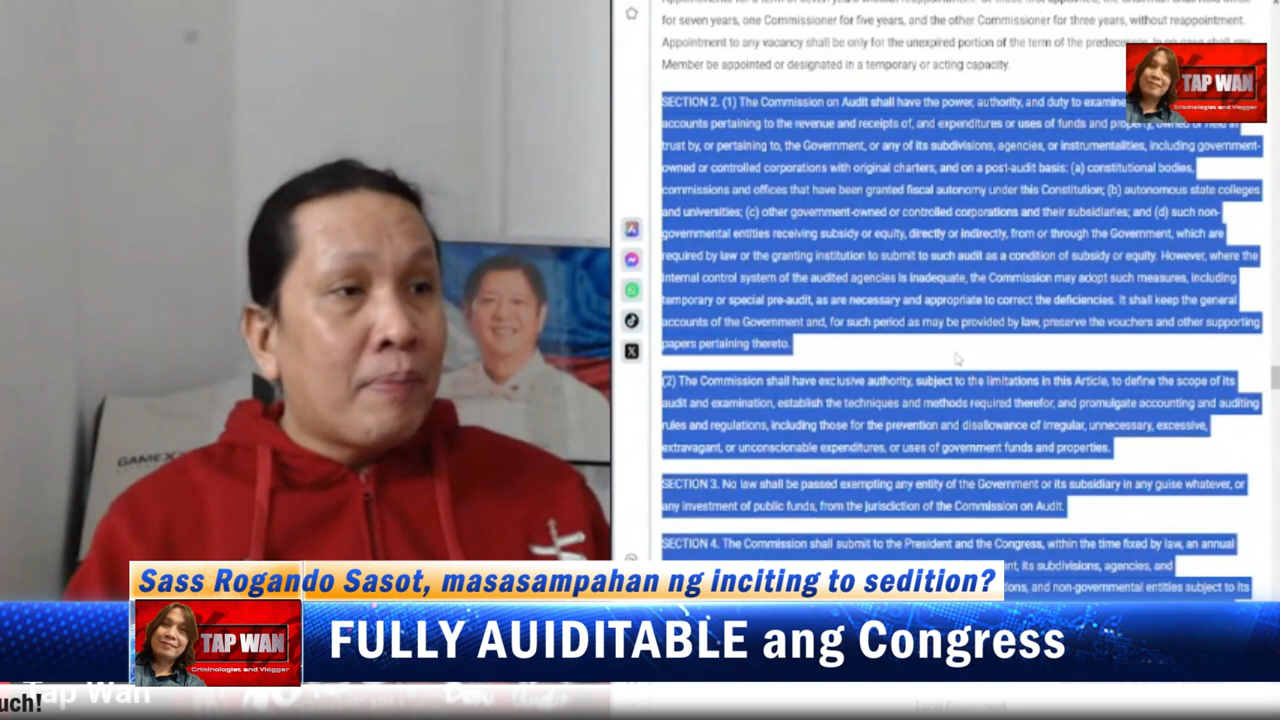 for seven years, one Commissioner for five years, and the other Commissioner for three years, without reappointment.
Appointment to any vacancy shall be only for the unexpired portion of the term of the predecessor. In no case shall any
Member be appointed or designated in a temporary or acting capacity.
TAP WAN
Criminologist and Vlogger
SECTION 2. (1) The Commission on Audit shall have the power, authority, and duty to examine
accounts pertaining to the revenue and receipts of, and expenditures or uses of funds and property, owned or held in
trust by, or pertaining to, the Government, or any of its subdivisions, agencies, or instrumentalities, including government-
owned or controlled corporations with original charters, and on a post-audit basis: (a) constitutional bodies,
commissions and offices that have been granted fiscal autonomy under this Constitution; (b) autonomous state colleges
and universities; (c) other government-owned or controlled corporations and their subsidiaries; and (d) such non-
governmental entities receiving subsidy or equity, directly or indirectly, from or through the Government, which are
required by law or the granting institution to submit to such audit as a condition of subsidy or equity. However, where the
internal control system of the audited agencies is inadequate, the Commission may adopt such measures, including
temporary or special pre-audit, as are necessary and appropriate to correct the deficiencies. It shall keep the general
accounts of the Government and, for such period as may be provided by law, preserve the vouchers and other supporting
papers pertaining thereto.
(2) The Commission shall have exclusive authority, subject to the limitations in this Article, to define the scope of its
audit and examination, establish the techniques and methods required therefor, and promulgate accounting and auditing
rules and regulations, including those for the prevention and disallowance of irregular, unnecessary, excessive,
extravagant, or unconscionable expenditures, or uses of government funds and properties.
SECTION 3. No law shall be passed exempting any entity of the Government or its subsidiary in any guise whatever, or
any investment of public funds, from the jurisdiction of the Commission on Audit.
SECTION 4. The Commission shall submit to the President and the Congress, within the time fixed by law, an annual
its subdivisions, agencies, and
and non-governmental entities subject to its
GAMEX
Sass Rogando Sasot, masasampahan ng inciting to sedition?
TAP WAN
Criminologist and Vlogger
FULLY AUIDITABLE ang Congress
Tap Wan
uch!